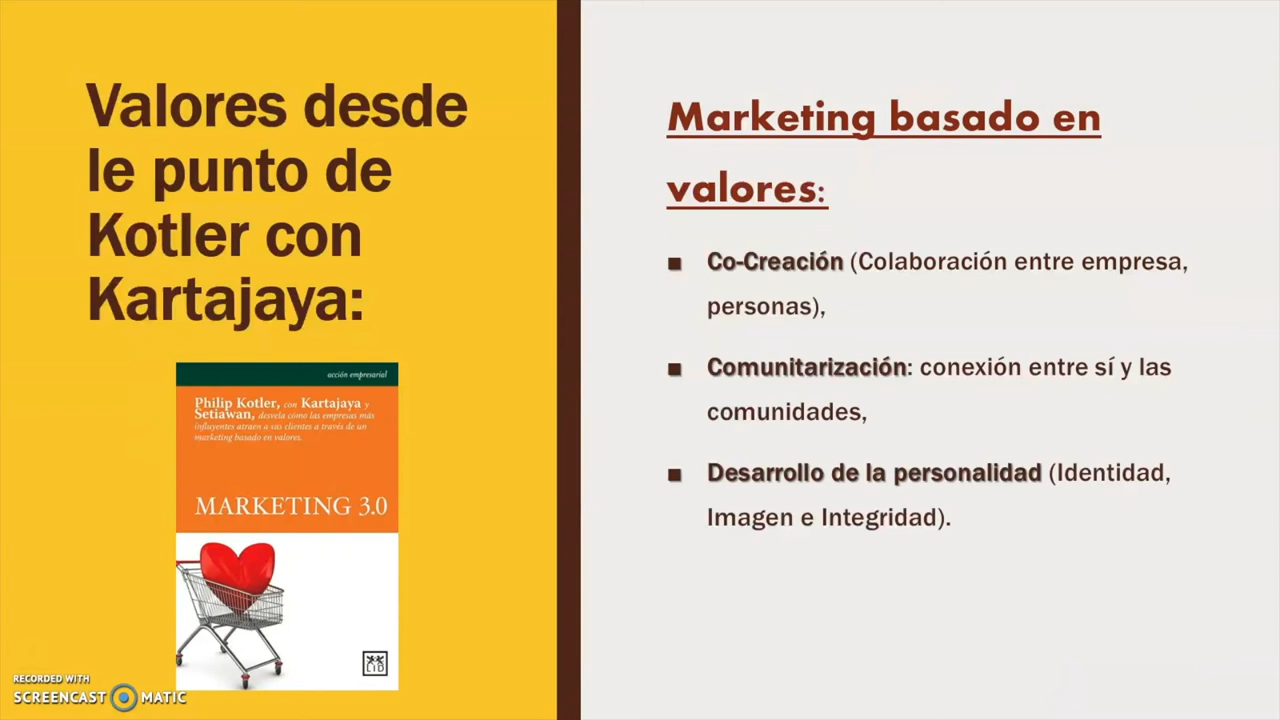 Valores desde
le punto de
Kotler con
Kartajaya:
acción empresarial
Philip Kotler, con Kartajaya y
Setiawan, desvela cómo las empresas más
influyentes atraen a sus clientes a través de un
marketing basado en valores.
MARKETING 3.0
LID
RECORDED WITH
SCREENCAST MATIC
Marketing basado en
valores:
▪ Co-Creación (Colaboración entre empresa,
personas),
▪ Comunitarización: conexión entre sí y las
comunidades,
▪ Desarrollo de la personalidad (Identidad,
Imagen e Integridad).